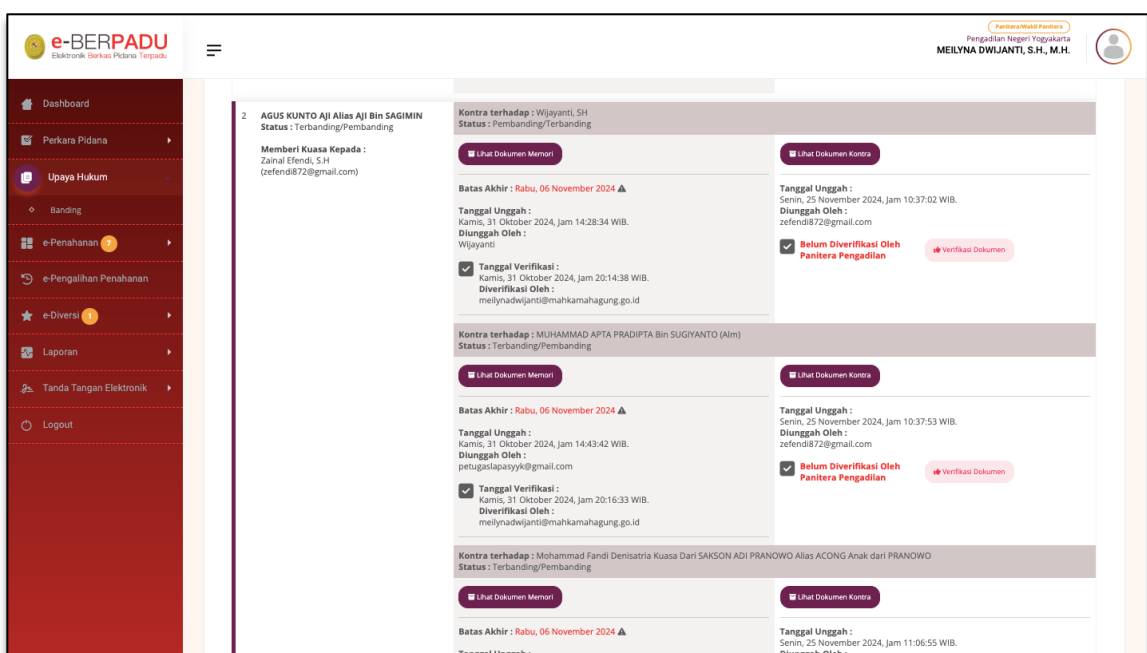 e-BERPADU
Elektronik Berkas Pidana Terpadu
Panitera/Wakil Panitera
Pengadilan Negeri Yogyakarta
MEILYNA DWIJANTI, S.H., M.H.
Dashboard
Perkara Pidana
Upaya Hukum
Banding
e-Penahanan 7
e-Pengalihan Penahanan
e-Diversi 1
Laporan
Tanda Tangan Elektronik
Logout
2 AGUS KUNTO AJI Alias AJI Bin SAGIMIN
Status : Terbanding/Pembanding
Memberi Kuasa Kepada :
Zainal Efendi, S.H
(zefendi872@gmail.com)
Kontra terhadap : Wijayanti, SH
Status : Pembanding/Terbanding
Lihat Dokumen Memori
Batas Akhir : Rabu, 06 November 2024
Tanggal Unggah :
Kamis, 31 Oktober 2024, Jam 14:28:34 WIB.
Diunggah Oleh :
Wijayanti
Tanggal Verifikasi :
Kamis, 31 Oktober 2024, Jam 20:14:38 WIB.
Diverifikasi Oleh :
meilynadwijanti@mahkamahagung.go.id
Lihat Dokumen Kontra
Tanggal Unggah :
Senin, 25 November 2024, Jam 10:37:02 WIB.
Diunggah Oleh :
zefendi872@gmail.com
Belum Diverifikasi Oleh
Panitera Pengadilan
Verifikasi Dokumen
Kontra terhadap : MUHAMMAD APTA PRADIPTA Bin SUGIYANTO (Alm)
Status : Terbanding/Pembanding
Lihat Dokumen Memori
Batas Akhir : Rabu, 06 November 2024
Tanggal Unggah :
Kamis, 31 Oktober 2024, Jam 14:43:42 WIB.
Diunggah Oleh :
petugaslapasyyk@gmail.com
Tanggal Verifikasi :
Kamis, 31 Oktober 2024, Jam 20:16:33 WIB.
Diverifikasi Oleh :
meilynadwijanti@mahkamahagung.go.id
Lihat Dokumen Kontra
Tanggal Unggah :
Senin, 25 November 2024, Jam 10:37:53 WIB.
Diunggah Oleh :
zefendi872@gmail.com
Belum Diverifikasi Oleh
Panitera Pengadilan
Verifikasi Dokumen
Kontra terhadap : Mohammad Fandi Denisatria Kuasa Dari SAKSON ADI PRANOWO Alias ACONG Anak dari PRANOWO
Status : Terbanding/Pembanding
Lihat Dokumen Memori
Batas Akhir : Rabu, 06 November 2024
Tanggal Unggah :
Lihat Dokumen Kontra
Tanggal Unggah :
Senin, 25 November 2024, Jam 11:06:55 WIB.
Diunggah Oleh :